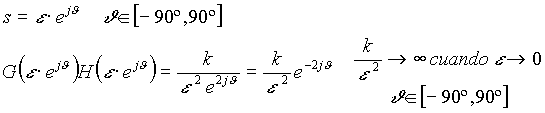 s = ε· e^{jϑ}   ϑ∈[− 90°,90°]
G(ε· e^{jϑ})H(ε· e^{jϑ}) = k / (ε² e^{2jϑ}) = k / ε² e^{−2jϑ}   k / ε² → ∞ cuando ε → 0
ϑ∈[− 90°,90°]